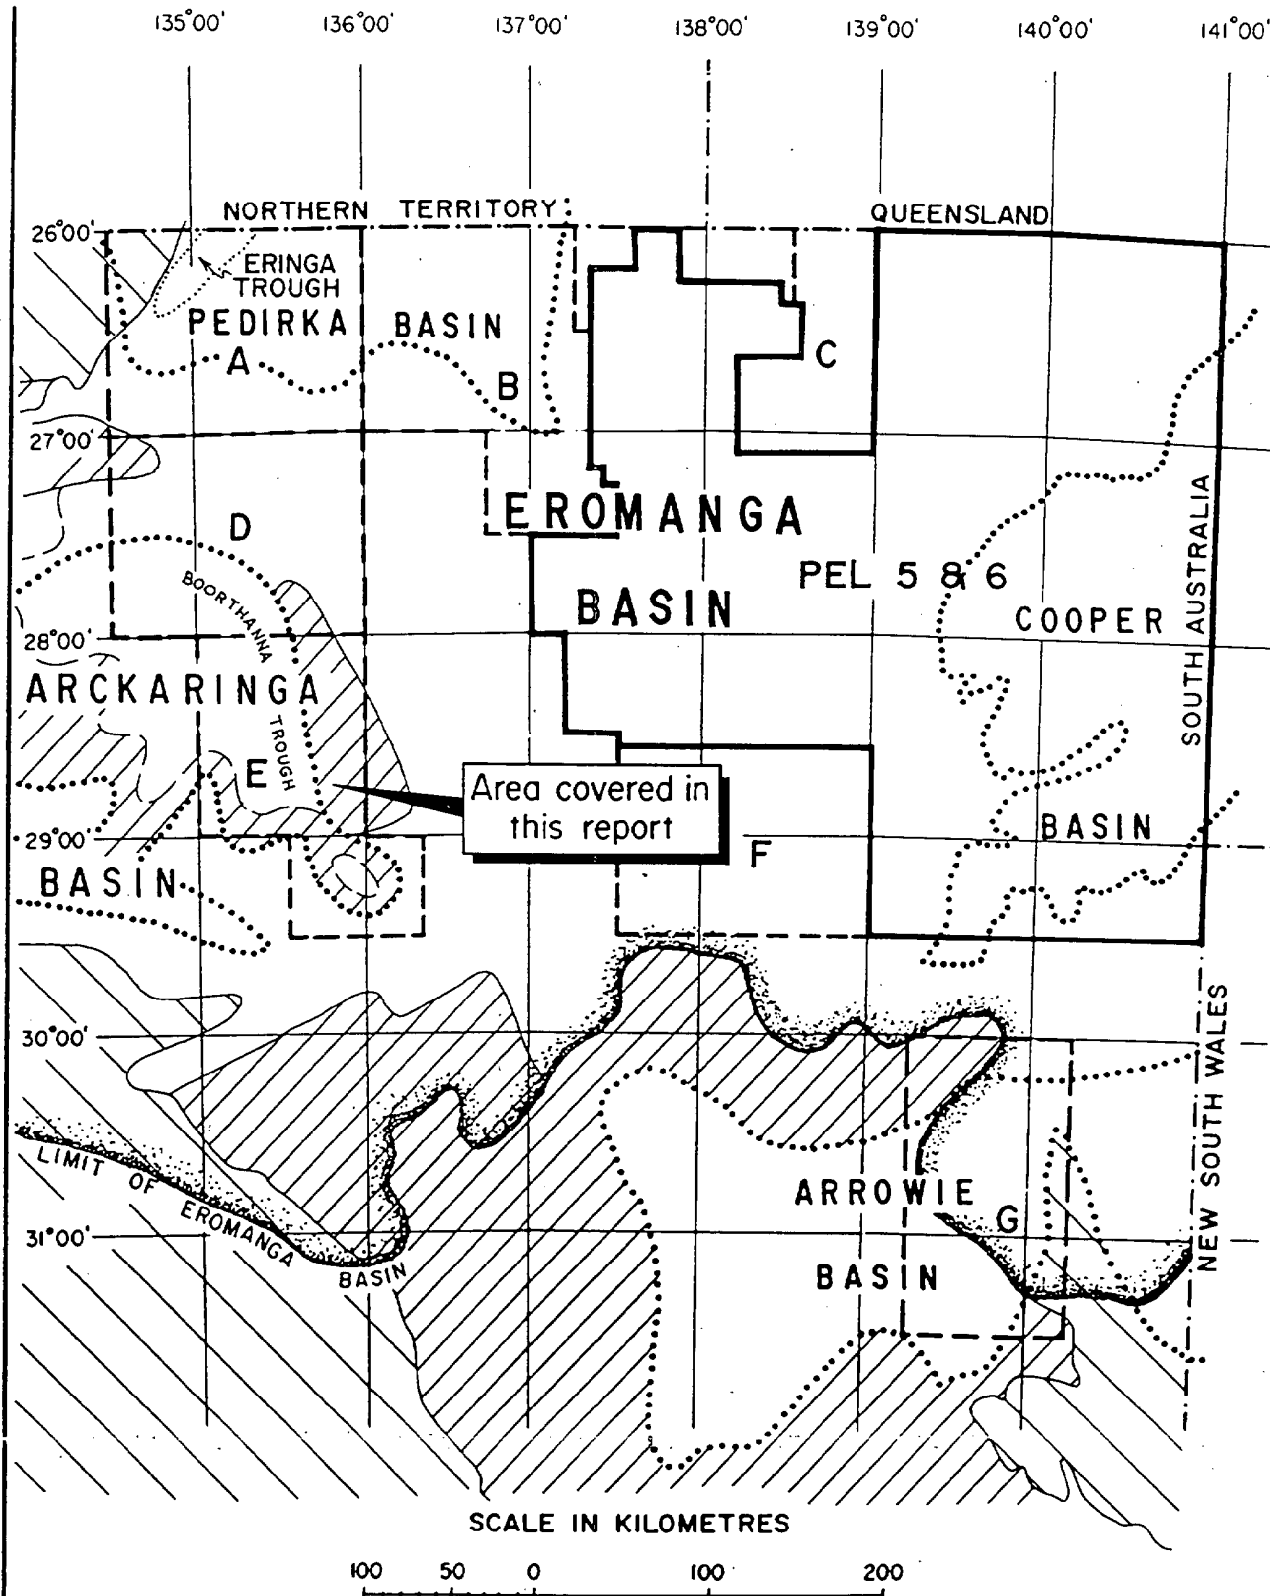 135°00' 136°00' 137°00' 138°00' 139°00' 140°00' 141°00'
NORTHERN TERRITORY
QUEENSLAND
26°00'
ERINGA
TROUGH
PEDIRKA BASIN
A
B
C
27°00'
EROMANGA
D
PEL 5 & 6
BOORTHANNA
TROUGH
BASIN
COOPER
SOUTH AUSTRALIA
28°00'
ARCKARINGA
E
Area covered in
this report
29°00'
F
BASIN
BASIN
30°00'
NEW SOUTH WALES
LIMIT OF
EROMANGA
BASIN
ARROWIE
G
31°00'
BASIN
SCALE IN KILOMETRES
100 50 0 100 200